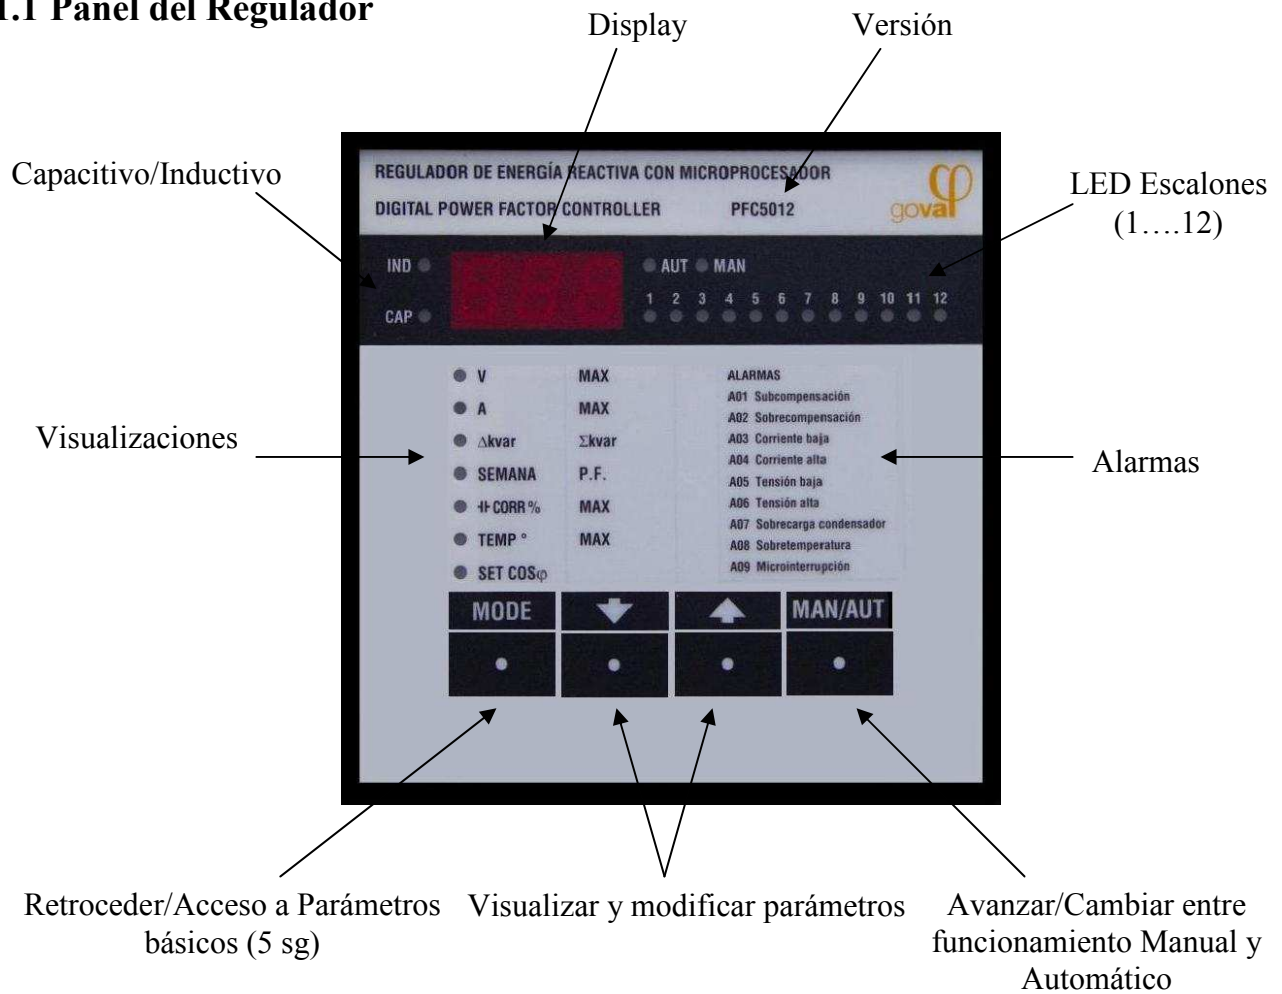 1.1 Panel del Regulador
Display
Versión
Capacitivo/Inductivo
LED Escalones
(1….12)
REGULADOR DE ENERGÍA REACTIVA CON MICROPROCESADOR
DIGITAL POWER FACTOR CONTROLLER PFC5012
goval
IND
AUT MAN
1 2 3 4 5 6 7 8 9 10 11 12
CAP
Visualizaciones
V MAX
A MAX
Δkvar Σkvar
SEMANA P.F.
⊣⊢ CORR % MAX
TEMP ° MAX
SET COSφ
ALARMAS
A01 Subcompensación
A02 Sobrecompensación
A03 Corriente baja
A04 Corriente alta
A05 Tensión baja
A06 Tensión alta
A07 Sobrecarga condensador
A08 Sobretemperatura
A09 Microinterrupción
Alarmas
MODE MAN/AUT
Retroceder/Acceso a Parámetros
básicos (5 sg)
Visualizar y modificar parámetros
Avanzar/Cambiar entre
funcionamiento Manual y
Automático